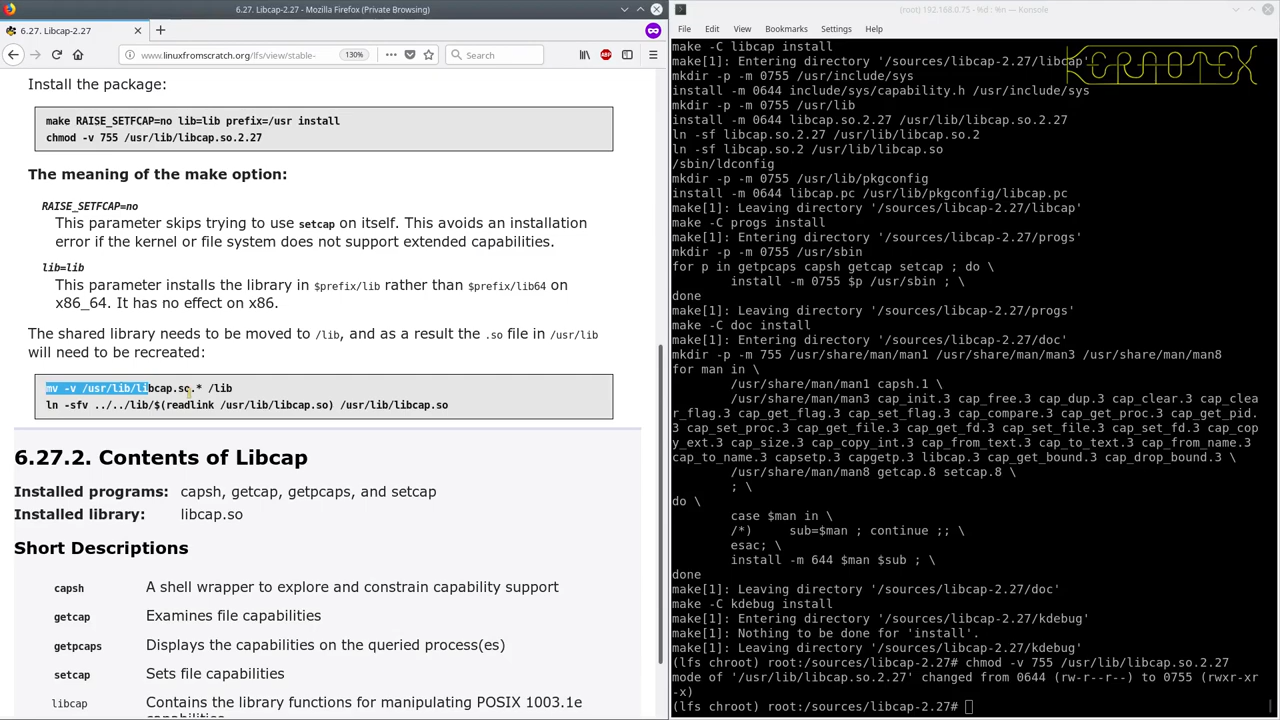 6.27. Libcap-2.27 - Mozilla Firefox (Private Browsing)
6.27. Libcap-2.27
www.linuxfromscratch.org/lfs/view/stable-
130%
Search
ABP
Install the package:
make RAISE_SETFCAP=no lib=lib prefix=/usr install
chmod -v 755 /usr/lib/libcap.so.2.27
The meaning of the make option:
RAISE_SETFCAP=no
This parameter skips trying to use setcap on itself. This avoids an installation
error if the kernel or file system does not support extended capabilities.
lib=lib
This parameter installs the library in $prefix/lib rather than $prefix/lib64 on
x86_64. It has no effect on x86.
The shared library needs to be moved to /lib, and as a result the .so file in /usr/lib
will need to be recreated:
mv -v /usr/lib/libcap.so.* /lib
ln -sfv ../../lib/$(readlink /usr/lib/libcap.so) /usr/lib/libcap.so
6.27.2. Contents of Libcap
Installed programs: capsh, getcap, getpcaps, and setcap
Installed library: libcap.so
Short Descriptions
capsh A shell wrapper to explore and constrain capability support
getcap Examines file capabilities
getpcaps Displays the capabilities on the queried process(es)
setcap Sets file capabilities
libcap Contains the library functions for manipulating POSIX 1003.1e
capabilities
(root) 192.168.0.75 - %d : %n — Konsole
File Edit View Bookmarks Settings Help
KERNOTEX
make -C libcap install
make[1]: Entering directory '/sources/libcap-2.27/libcap'
mkdir -p -m 0755 /usr/include/sys
install -m 0644 include/sys/capability.h /usr/include/sys
mkdir -p -m 0755 /usr/lib
install -m 0644 libcap.so.2.27 /usr/lib/libcap.so.2.27
ln -sf libcap.so.2.27 /usr/lib/libcap.so.2
ln -sf libcap.so.2 /usr/lib/libcap.so
/sbin/ldconfig
mkdir -p -m 0755 /usr/lib/pkgconfig
install -m 0644 libcap.pc /usr/lib/pkgconfig/libcap.pc
make[1]: Leaving directory '/sources/libcap-2.27/libcap'
make -C progs install
make[1]: Entering directory '/sources/libcap-2.27/progs'
mkdir -p -m 0755 /usr/sbin
for p in getpcaps capsh getcap setcap ; do \
install -m 0755 $p /usr/sbin ; \
done
make[1]: Leaving directory '/sources/libcap-2.27/progs'
make -C doc install
make[1]: Entering directory '/sources/libcap-2.27/doc'
mkdir -p -m 755 /usr/share/man/man1 /usr/share/man/man3 /usr/share/man/man8
for man in \
/usr/share/man/man1 capsh.1 \
/usr/share/man/man3 cap_init.3 cap_free.3 cap_dup.3 cap_clear.3 cap_clea
r_flag.3 cap_get_flag.3 cap_set_flag.3 cap_compare.3 cap_get_proc.3 cap_get_pid.
3 cap_set_proc.3 cap_get_file.3 cap_get_fd.3 cap_set_file.3 cap_set_fd.3 cap_cop
y_ext.3 cap_size.3 cap_copy_int.3 cap_from_text.3 cap_to_text.3 cap_from_name.3
cap_to_name.3 capsetp.3 capgetp.3 libcap.3 cap_get_bound.3 cap_drop_bound.3 \
/usr/share/man/man8 getcap.8 setcap.8 \
; \
do \
case $man in \
/*) sub=$man ; continue ;; \
esac; \
install -m 644 $man $sub ; \
done
make[1]: Leaving directory '/sources/libcap-2.27/doc'
make -C kdebug install
make[1]: Entering directory '/sources/libcap-2.27/kdebug'
make[1]: Nothing to be done for 'install'.
make[1]: Leaving directory '/sources/libcap-2.27/kdebug'
(lfs chroot) root:/sources/libcap-2.27# chmod -v 755 /usr/lib/libcap.so.2.27
mode of '/usr/lib/libcap.so.2.27' changed from 0644 (rw-r--r--) to 0755 (rwxr-xr
-x)
(lfs chroot) root:/sources/libcap-2.27#